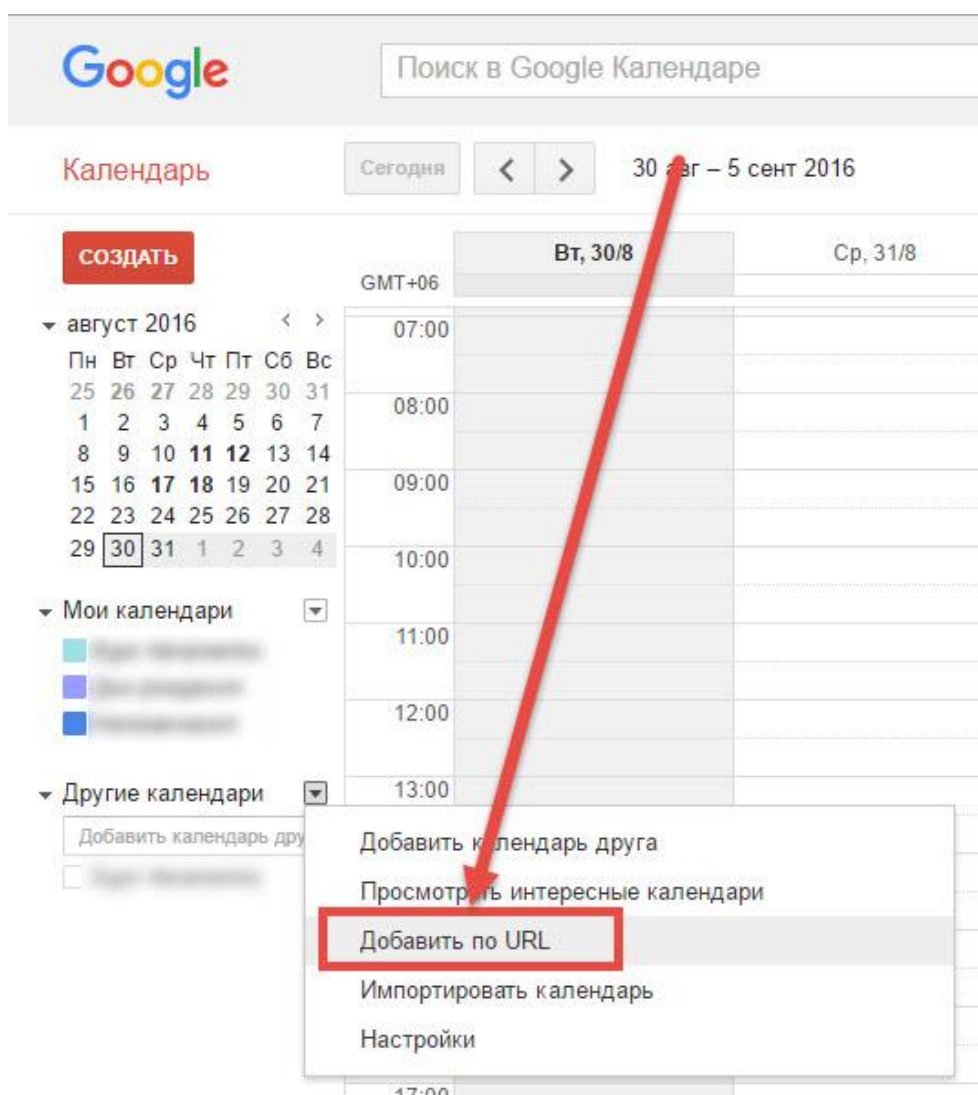 Google
Поиск в Google Календаре
Календарь
Сегодня
30 авг – 5 сент 2016
СОЗДАТЬ
Вт, 30/8
Ср, 31/8
GMT+06
август 2016
Пн Вт Ср Чт Пт Сб Вс
25 26 27 28 29 30 31
1 2 3 4 5 6 7
8 9 10 11 12 13 14
15 16 17 18 19 20 21
22 23 24 25 26 27 28
29 30 31 1 2 3 4
07:00
08:00
09:00
10:00
11:00
12:00
13:00
Мои календари
Другие календари
Добавить календарь дру
Добавить календарь друга
Просмотреть интересные календари
Добавить по URL
Импортировать календарь
Настройки
17:00